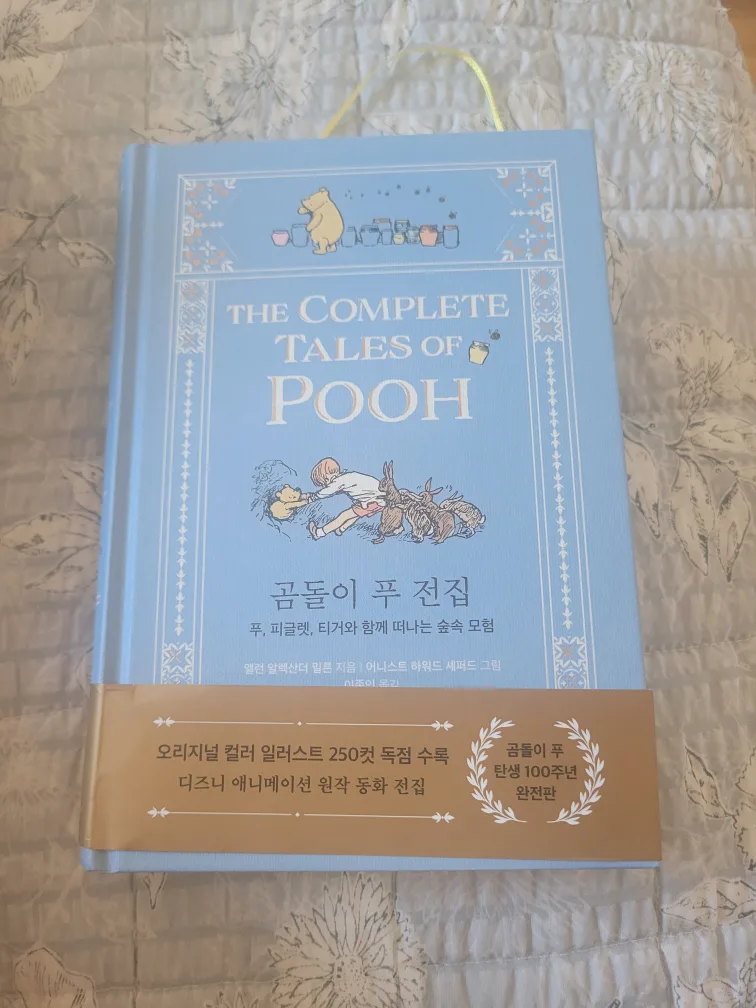 THE COMPLETE
TALES OF
POOH
곰돌이 푸 전집
푸, 피글렛, 티거와 함께 떠나는 숲속 모험
앨런 알렉산더 밀른 지음 | 어니스트 하워드 셰퍼드 그림
오리지널 컬러 일러스트 250컷 독점 수록
디즈니 애니메이션 원작 동화 전집
곰돌이 푸
탄생 100주년
완전판